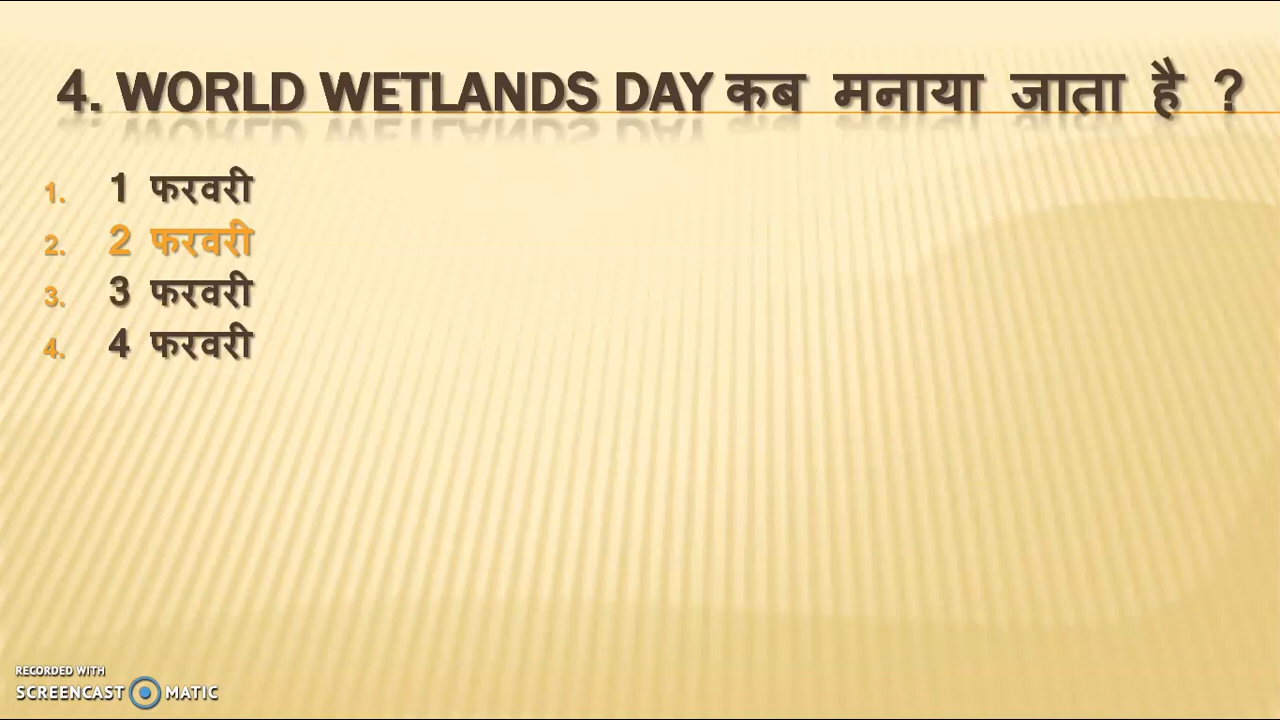 4. WORLD WETLANDS DAY कब मनाया जाता है ?
1. 1 फरवरी
2. 2 फरवरी
3. 3 फरवरी
4. 4 फरवरी
RECORDED WITH
SCREENCAST MATIC